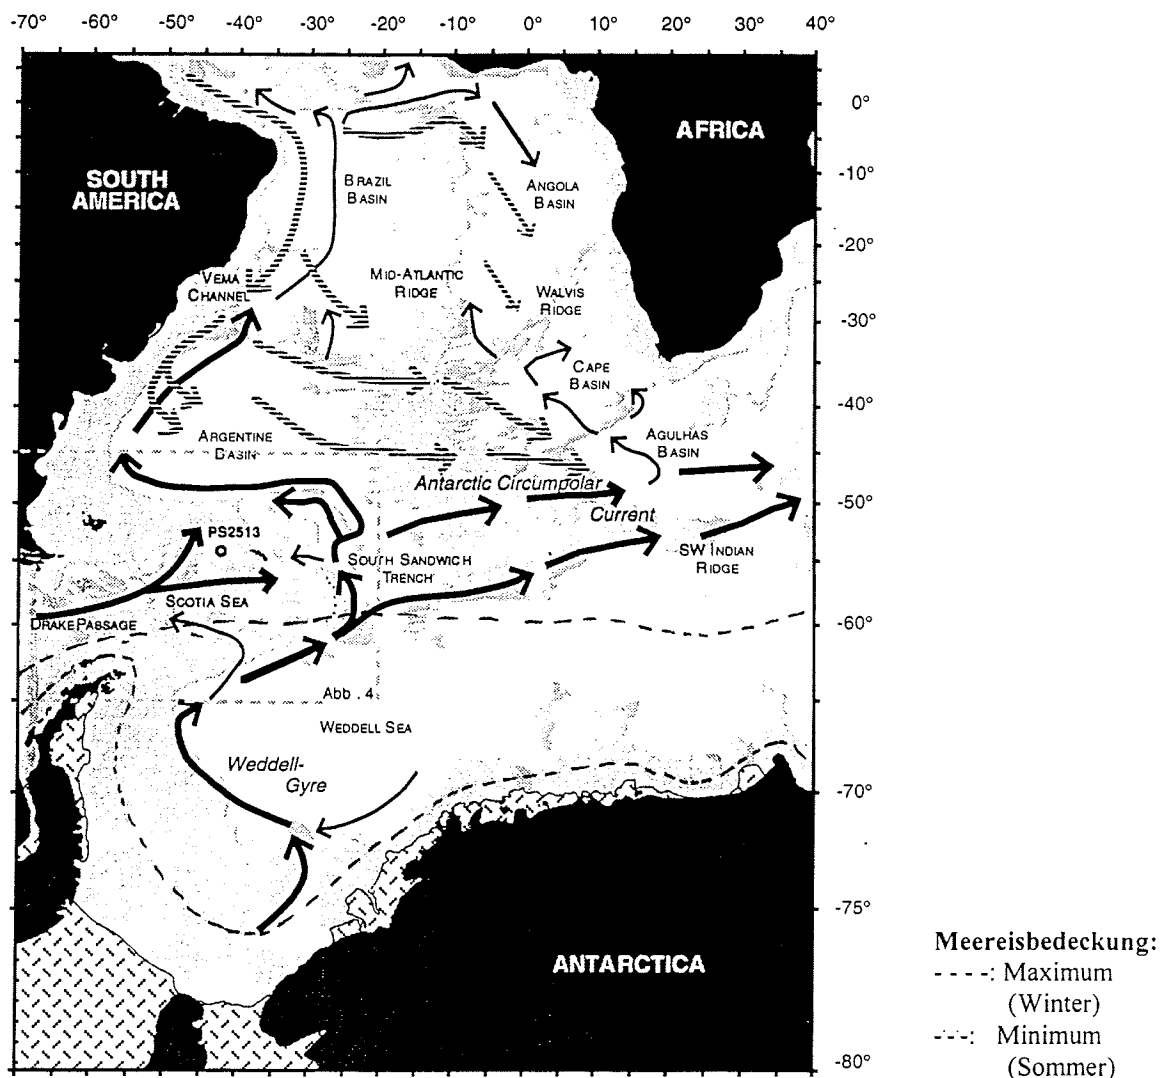 -70° -60° -50° -40° -30° -20° -10° 0° 10° 20° 30° 40°
0°
AFRICA
SOUTH
AMERICA
BRAZIL
BASIN
ANGOLA
BASIN
-10°
-20°
VEMA
CHANNEL
MID-ATLANTIC
RIDGE
WALVIS
RIDGE
-30°
CAPE
BASIN
-40°
ARGENTINE
BASIN
AGULHAS
BASIN
Antarctic Circumpolar
Current
-50°
PS2513
SOUTH SANDWICH
TRENCH
SW INDIAN
RIDGE
SCOTIA SEA
DRAKE PASSAGE
-60°
Abb . 4
WEDDELL SEA
Weddell-
Gyre
-70°
-75°
ANTARCTICA
-80°
Meereisbedeckung:
- - - -: Maximum
(Winter)
---: Minimum
(Sommer)